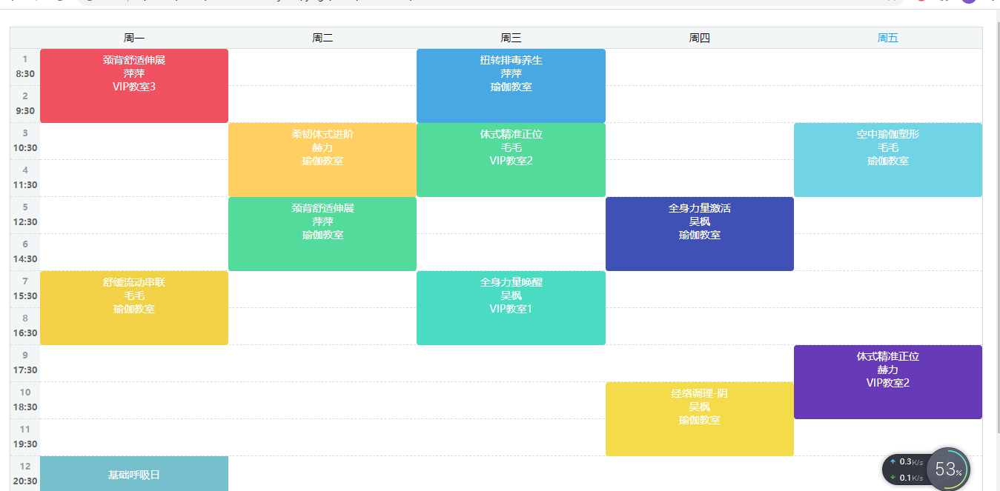 周一 周二 周三 周四 周五
1
8:30
颈背舒适伸展
萍萍
VIP教室3
扭转排毒养生
萍萍
瑜伽教室
2
9:30
3
10:30
柔韧体式进阶
赫力
瑜伽教室
体式精准正位
毛毛
VIP教室2
空中瑜伽塑形
毛毛
瑜伽教室
4
11:30
5
12:30
颈背舒适伸展
萍萍
瑜伽教室
全身力量激活
吴枫
瑜伽教室
6
14:30
7
15:30
舒缓流动串联
毛毛
瑜伽教室
全身力量唤醒
吴枫
VIP教室1
8
16:30
9
17:30
体式精准正位
赫力
VIP教室2
10
18:30
经络调理-阴
吴枫
瑜伽教室
11
19:30
12
20:30
基础呼吸日
0.3K/s
0.1K/s
53%